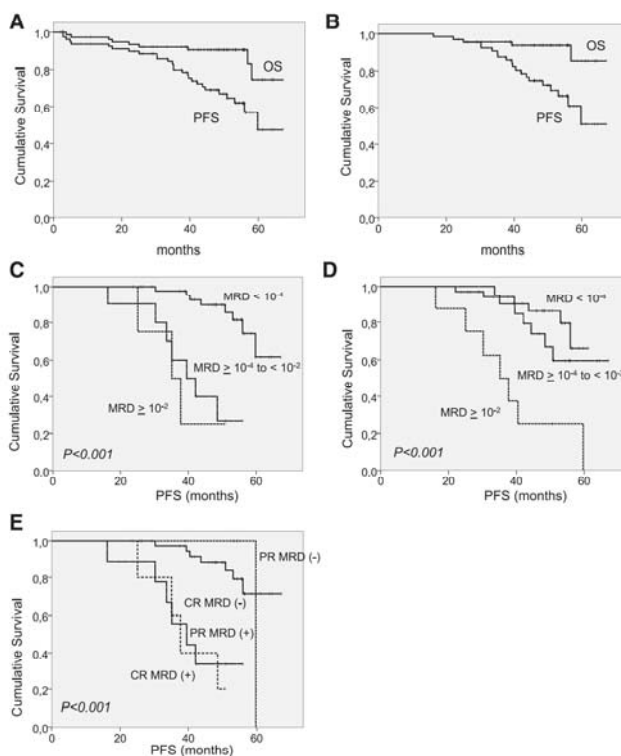 A
1,0
0,8
0,6
0,4
0,2
0,0
Cumulative Survival
OS
PFS
0 20 40 60
months
B
1,0
0,8
0,6
0,4
0,2
0,0
Cumulative Survival
OS
PFS
0 20 40 60
months
C
1,0
0,8
0,6
0,4
0,2
0,0
Cumulative Survival
MRD < 10⁻⁴
MRD ≥ 10⁻⁴ to < 10⁻²
MRD ≥ 10⁻²
P<0.001
0 20 40 60
PFS (months)
D
1,0
0,8
0,6
0,4
0,2
0,0
Cumulative Survival
MRD < 10⁻⁴
MRD ≥ 10⁻⁴ to < 10⁻²
MRD ≥ 10⁻²
P<0.001
0 20 40 60
PFS (months)
E
1,0
0,8
0,6
0,4
0,2
0,0
Cumulative Survival
PR MRD (-)
CR MRD (-)
PR MRD (+)
CR MRD (+)
P<0.001
0 20 40 60
PFS (months)